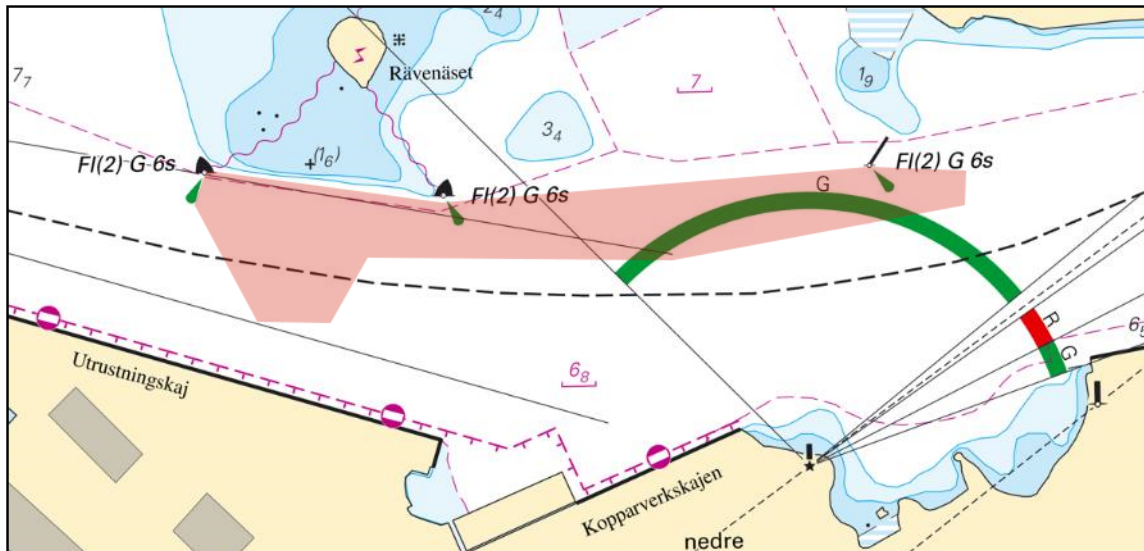 2₄
7₇
Rävenäset
7
1₉
3₄
Fl(2) G 6s
(1₆)
Fl(2) G 6s
Fl(2) G 6s
G
R
G
Utrustningskaj
6₈
Kopparverkskajen
nedre